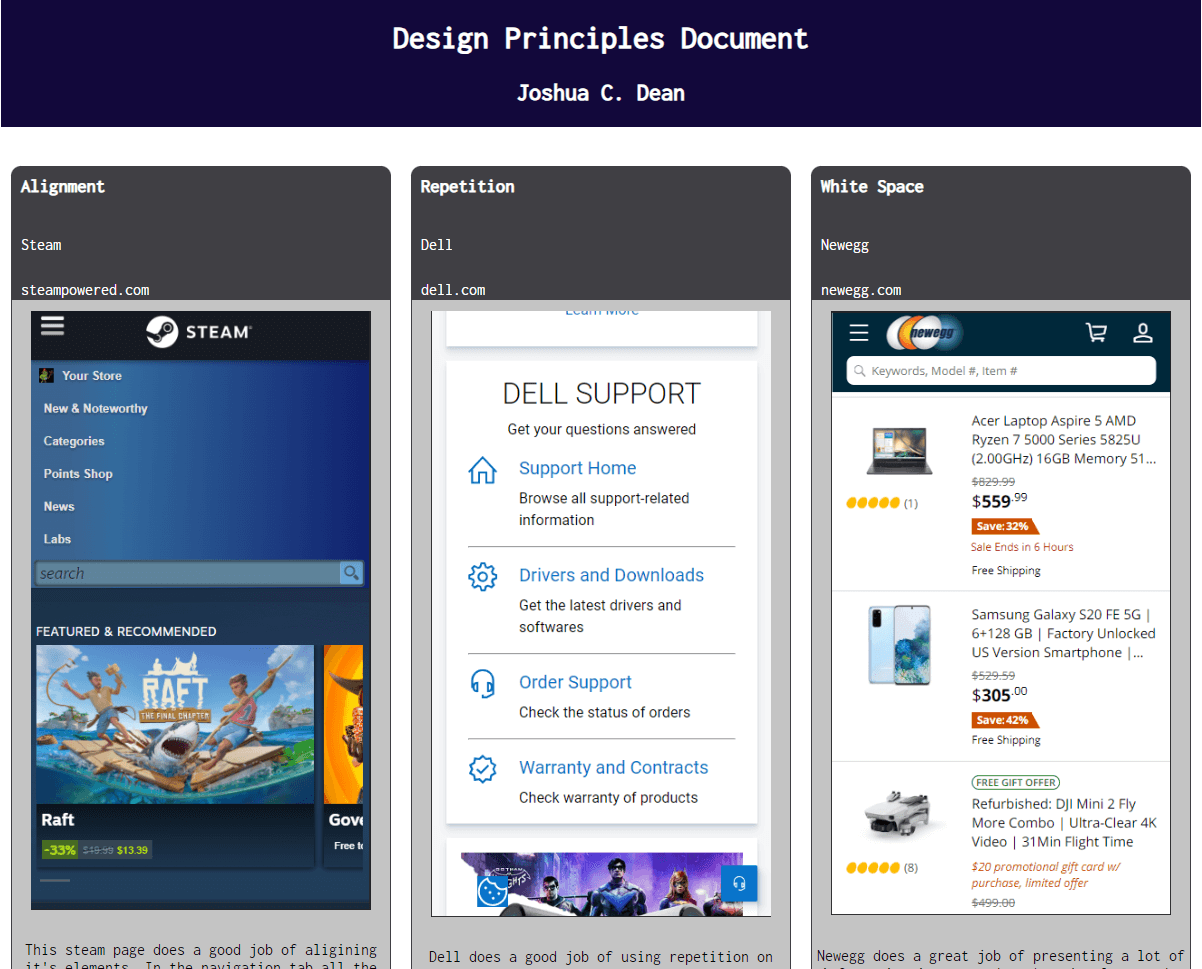 Design Principles Document
Joshua C. Dean
Alignment
Steam
steampowered.com
STEAM®
Your Store
New & Noteworthy
Categories
Points Shop
News
Labs
search
FEATURED & RECOMMENDED
RAFT
THE FINAL CHAPTER
Raft
Gove
-33% $19.99 $13.39
Free to
This steam page does a good job of aligining
it's elements. In the navigation tab all the
Repetition
Dell
dell.com
Learn More
DELL SUPPORT
Get your questions answered
Support Home
Browse all support-related
information
Drivers and Downloads
Get the latest drivers and
softwares
Order Support
Check the status of orders
Warranty and Contracts
Check warranty of products
Dell does a good job of using repetition on
White Space
Newegg
newegg.com
newegg
Keywords, Model #, Item #
Acer Laptop Aspire 5 AMD
Ryzen 7 5000 Series 5825U
(2.00GHz) 16GB Memory 51...
$829.99
$559.99
(1)
Save: 32%
Sale Ends in 6 Hours
Free Shipping
Samsung Galaxy S20 FE 5G |
6+128 GB | Factory Unlocked
US Version Smartphone |...
$529.59
$305.00
Save: 42%
Free Shipping
FREE GIFT OFFER
Refurbished: DJI Mini 2 Fly
More Combo | Ultra-Clear 4K
Video | 31Min Flight Time
(8)
$20 promotional gift card w/
purchase, limited offer
$499.00
Newegg does a great job of presenting a lot of